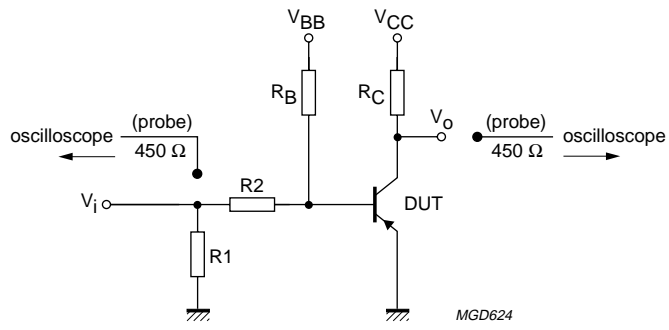 VBB VCC
RB RC
(probe) Vo (probe)
oscilloscope 450 Ω 450 Ω oscilloscope
R2
Vi DUT
R1
MGD624